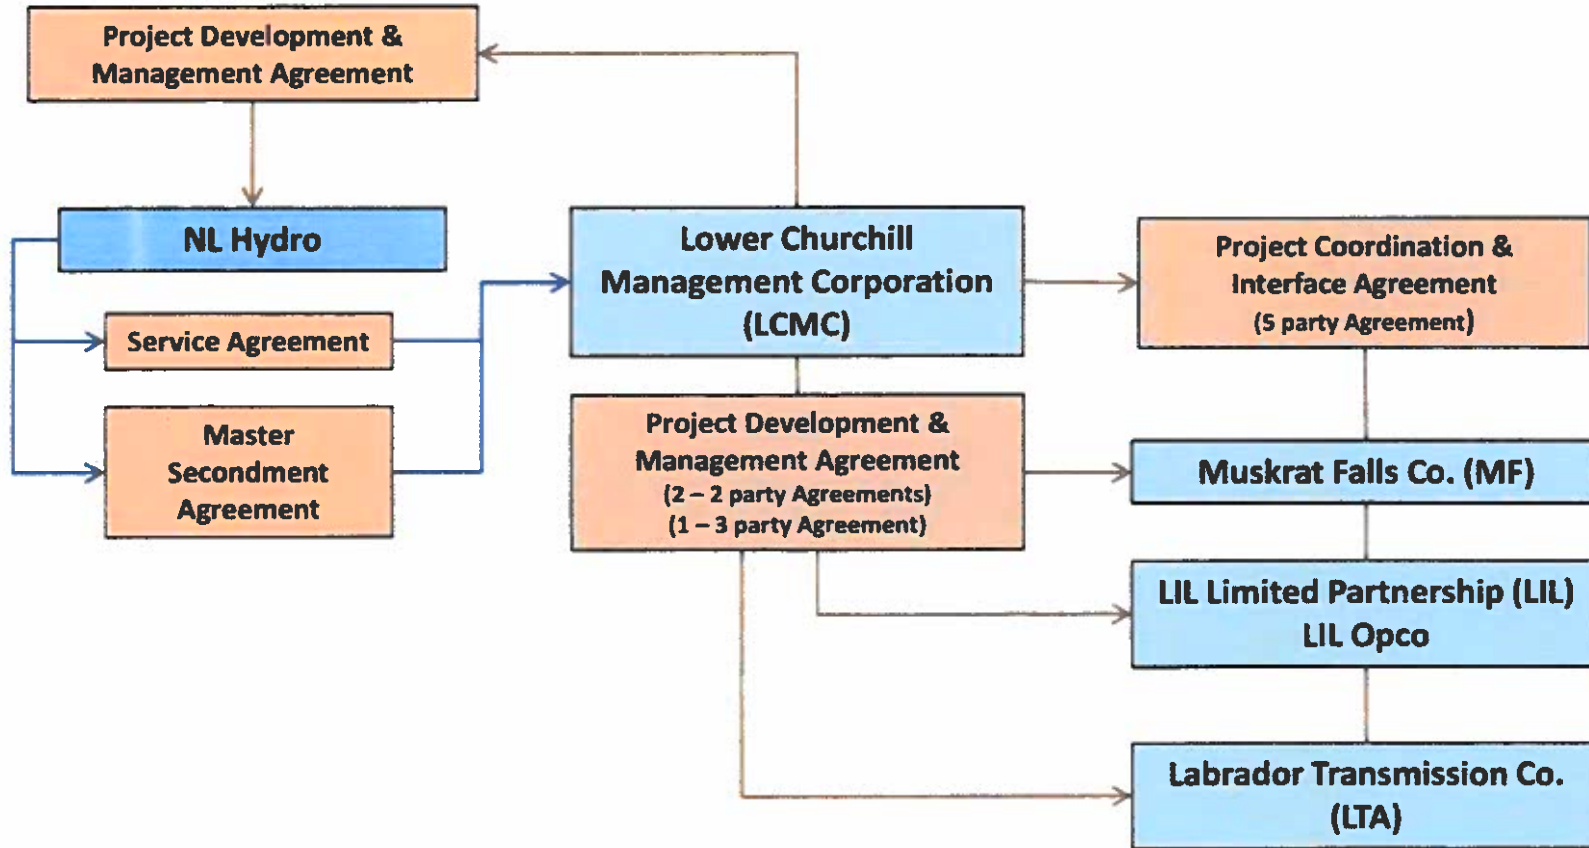 Project Development &
Management Agreement
NL Hydro
Service Agreement
Master
Secondment
Agreement
Lower Churchill
Management Corporation
(LCMC)
Project Development &
Management Agreement
(2 – 2 party Agreements)
(1 – 3 party Agreement)
Project Coordination &
Interface Agreement
(5 party Agreement)
Muskrat Falls Co. (MF)
LIL Limited Partnership (LIL)
LIL Opco
Labrador Transmission Co.
(LTA)